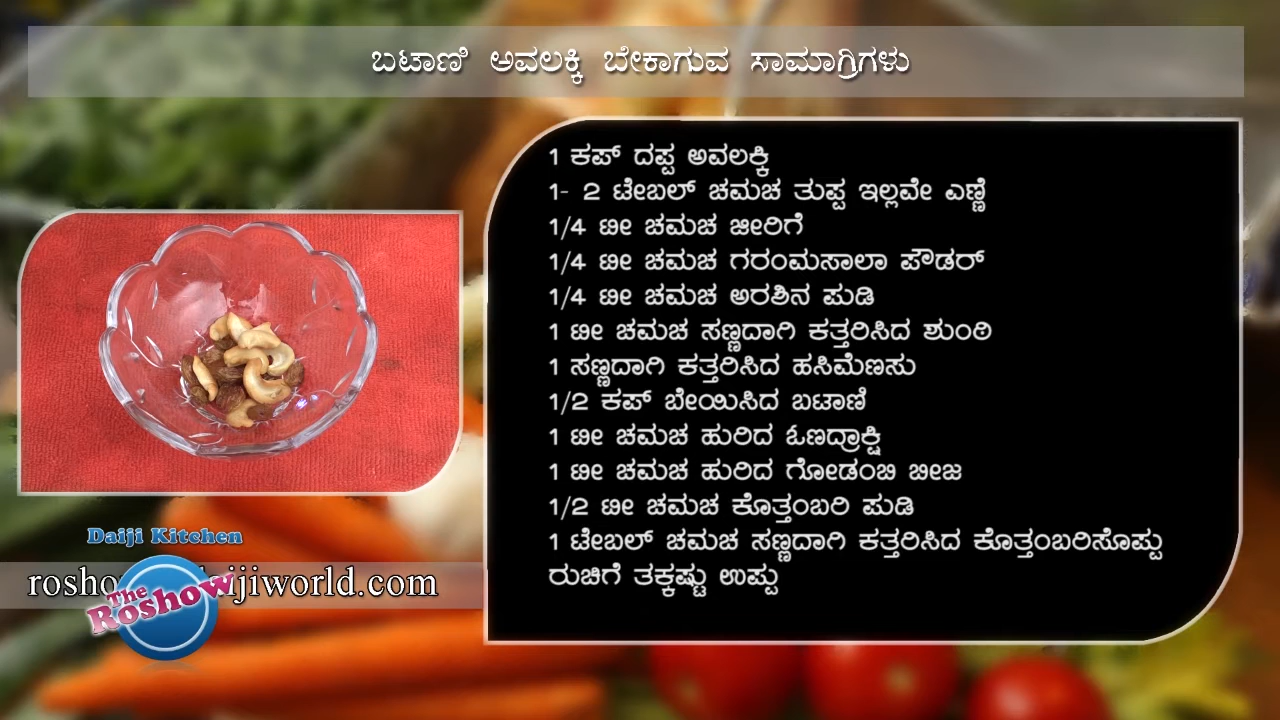 ಬಟಾಣಿ ಅವಲಕ್ಕಿ ಬೇಕಾಗುವ ಸಾಮಾಗ್ರಿಗಳು
1 ಕಪ್ ದಪ್ಪ ಅವಲಕ್ಕಿ
1- 2 ಟೇಬಲ್ ಚಮಚ ತುಪ್ಪ ಇಲ್ಲವೇ ಎಣ್ಣೆ
1/4 ಟೀ ಚಮಚ ಜೀರಿಗೆ
1/4 ಟೀ ಚಮಚ ಗರಂಮಸಾಲಾ ಪೌಡರ್
1/4 ಟೀ ಚಮಚ ಅರಶಿನ ಪುಡಿ
1 ಟೀ ಚಮಚ ಸಣ್ಣದಾಗಿ ಕತ್ತರಿಸಿದ ಶುಂಠಿ
1 ಸಣ್ಣದಾಗಿ ಕತ್ತರಿಸಿದ ಹಸಿಮೆಣಸು
1/2 ಕಪ್ ಬೇಯಿಸಿದ ಬಟಾಣಿ
1 ಟೀ ಚಮಚ ಹುರಿದ ಓಣದ್ರಾಕ್ಷಿ
1 ಟೀ ಚಮಚ ಹುರಿದ ಗೋಡಂಬಿ ಬೀಜ
1/2 ಟೀ ಚಮಚ ಕೊತ್ತಂಬರಿ ಪುಡಿ
1 ಟೇಬಲ್ ಚಮಚ ಸಣ್ಣದಾಗಿ ಕತ್ತರಿಸಿದ ಕೊತ್ತಂಬರಿಸೊಪ್ಪು
ರುಚಿಗೆ ತಕ್ಕಷ್ಟು ಉಪ್ಪು
Daiji Kitchen
The
Roshow